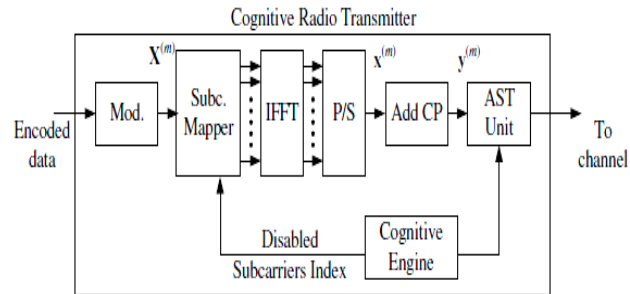 Cognitive Radio Transmitter
X^(m)
x^(m)
y^(m)
Encoded
data
Mod.
Subc.
Mapper
IFFT
P/S
Add CP
AST
Unit
To
channel
Disabled
Subcarriers Index
Cognitive
Engine